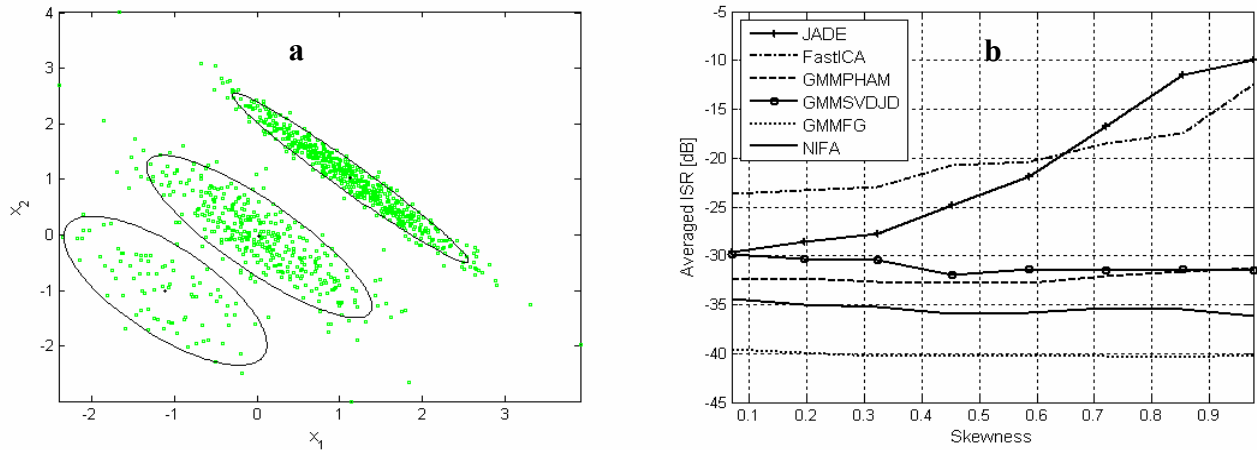 a
4
3
2
1
0
-1
-2
x2
-2
-1
0
1
2
3
x1
b
JADE
FastICA
GMMPHAM
GMMSVDJD
GMMFG
NIFA
-5
-10
-15
-20
-25
-30
-35
-40
-45
Averaged ISR [dB]
0.1
0.2
0.3
0.4
0.5
0.6
0.7
0.8
0.9
Skewness